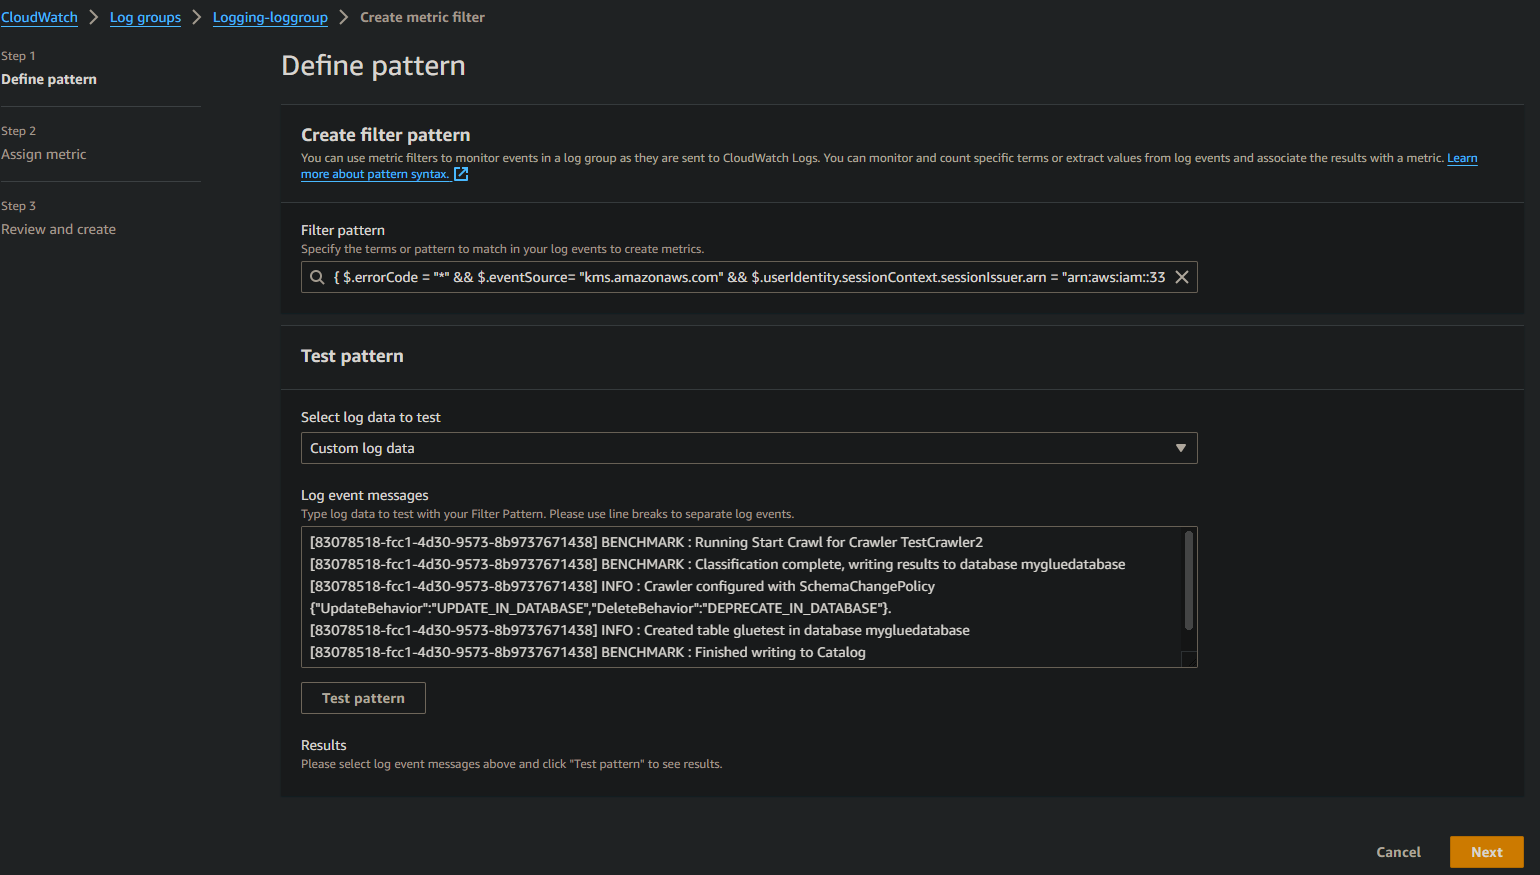 CloudWatch > Log groups > Logging-loggroup > Create metric filter
Step 1
Define pattern
Step 2
Assign metric
Step 3
Review and create
Define pattern
Create filter pattern
You can use metric filters to monitor events in a log group as they are sent to CloudWatch Logs. You can monitor and count specific terms or extract values from log events and associate the results with a metric. Learn
more about pattern syntax.
Filter pattern
Specify the terms or pattern to match in your log events to create metrics.
{ $.errorCode = "*" && $.eventSource= "kms.amazonaws.com" && $.userIdentity.sessionContext.sessionIssuer.arn = "arn:aws:iam::33
Test pattern
Select log data to test
Custom log data
Log event messages
Type log data to test with your Filter Pattern. Please use line breaks to separate log events.
[83078518-fcc1-4d30-9573-8b9737671438] BENCHMARK : Running Start Crawl for Crawler TestCrawler2
[83078518-fcc1-4d30-9573-8b9737671438] BENCHMARK : Classification complete, writing results to database mygluedatabase
[83078518-fcc1-4d30-9573-8b9737671438] INFO : Crawler configured with SchemaChangePolicy
{"UpdateBehavior":"UPDATE_IN_DATABASE","DeleteBehavior":"DEPRECATE_IN_DATABASE"}.
[83078518-fcc1-4d30-9573-8b9737671438] INFO : Created table gluetest in database mygluedatabase
[83078518-fcc1-4d30-9573-8b9737671438] BENCHMARK : Finished writing to Catalog
Test pattern
Results
Please select log event messages above and click "Test pattern" to see results.
Cancel
Next